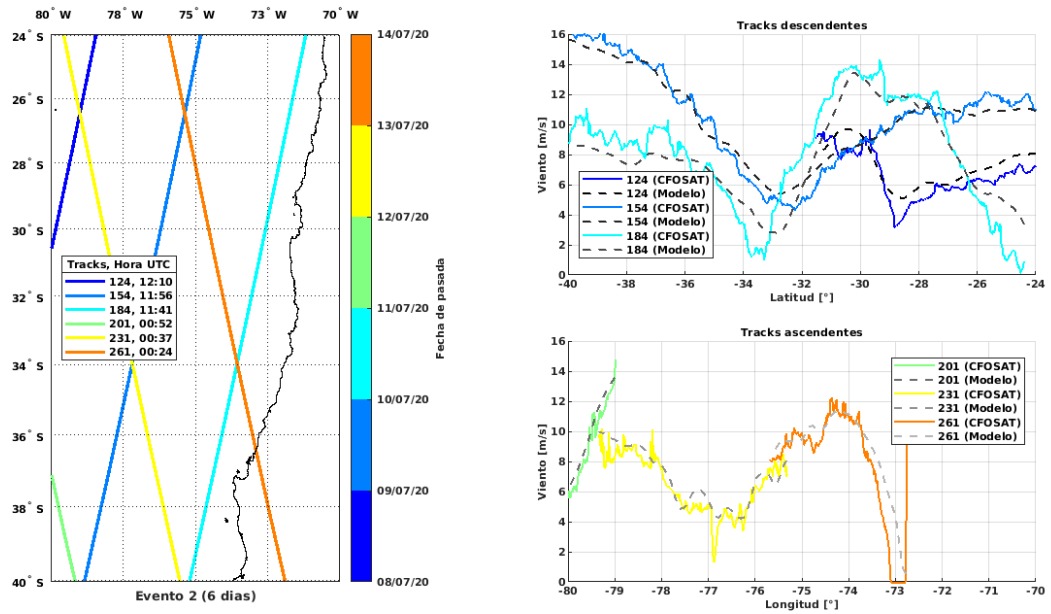 80° W
78° W
75° W
73° W
70° W
24° S
26° S
28° S
30° S
32° S
34° S
36° S
38° S
40° S
Tracks, Hora UTC
124, 12:10
154, 11:56
184, 11:41
201, 00:52
231, 00:37
261, 00:24
Evento 2 (6 dias)
14/07/20
13/07/20
12/07/20
11/07/20
10/07/20
09/07/20
08/07/20
Fecha de pasada
Tracks descendentes
Viento [m/s]
16
14
12
10
8
6
4
2
0
124 (CFOSAT)
124 (Modelo)
154 (CFOSAT)
154 (Modelo)
184 (CFOSAT)
184 (Modelo)
-40 -38 -36 -34 -32 -30 -28 -26 -24
Latitud [°]
Tracks ascendentes
Viento [m/s]
16
14
12
10
8
6
4
2
0
201 (CFOSAT)
201 (Modelo)
231 (CFOSAT)
231 (Modelo)
261 (CFOSAT)
261 (Modelo)
-80 -79 -78 -77 -76 -75 -74 -73 -72 -71 -70
Longitud [°]